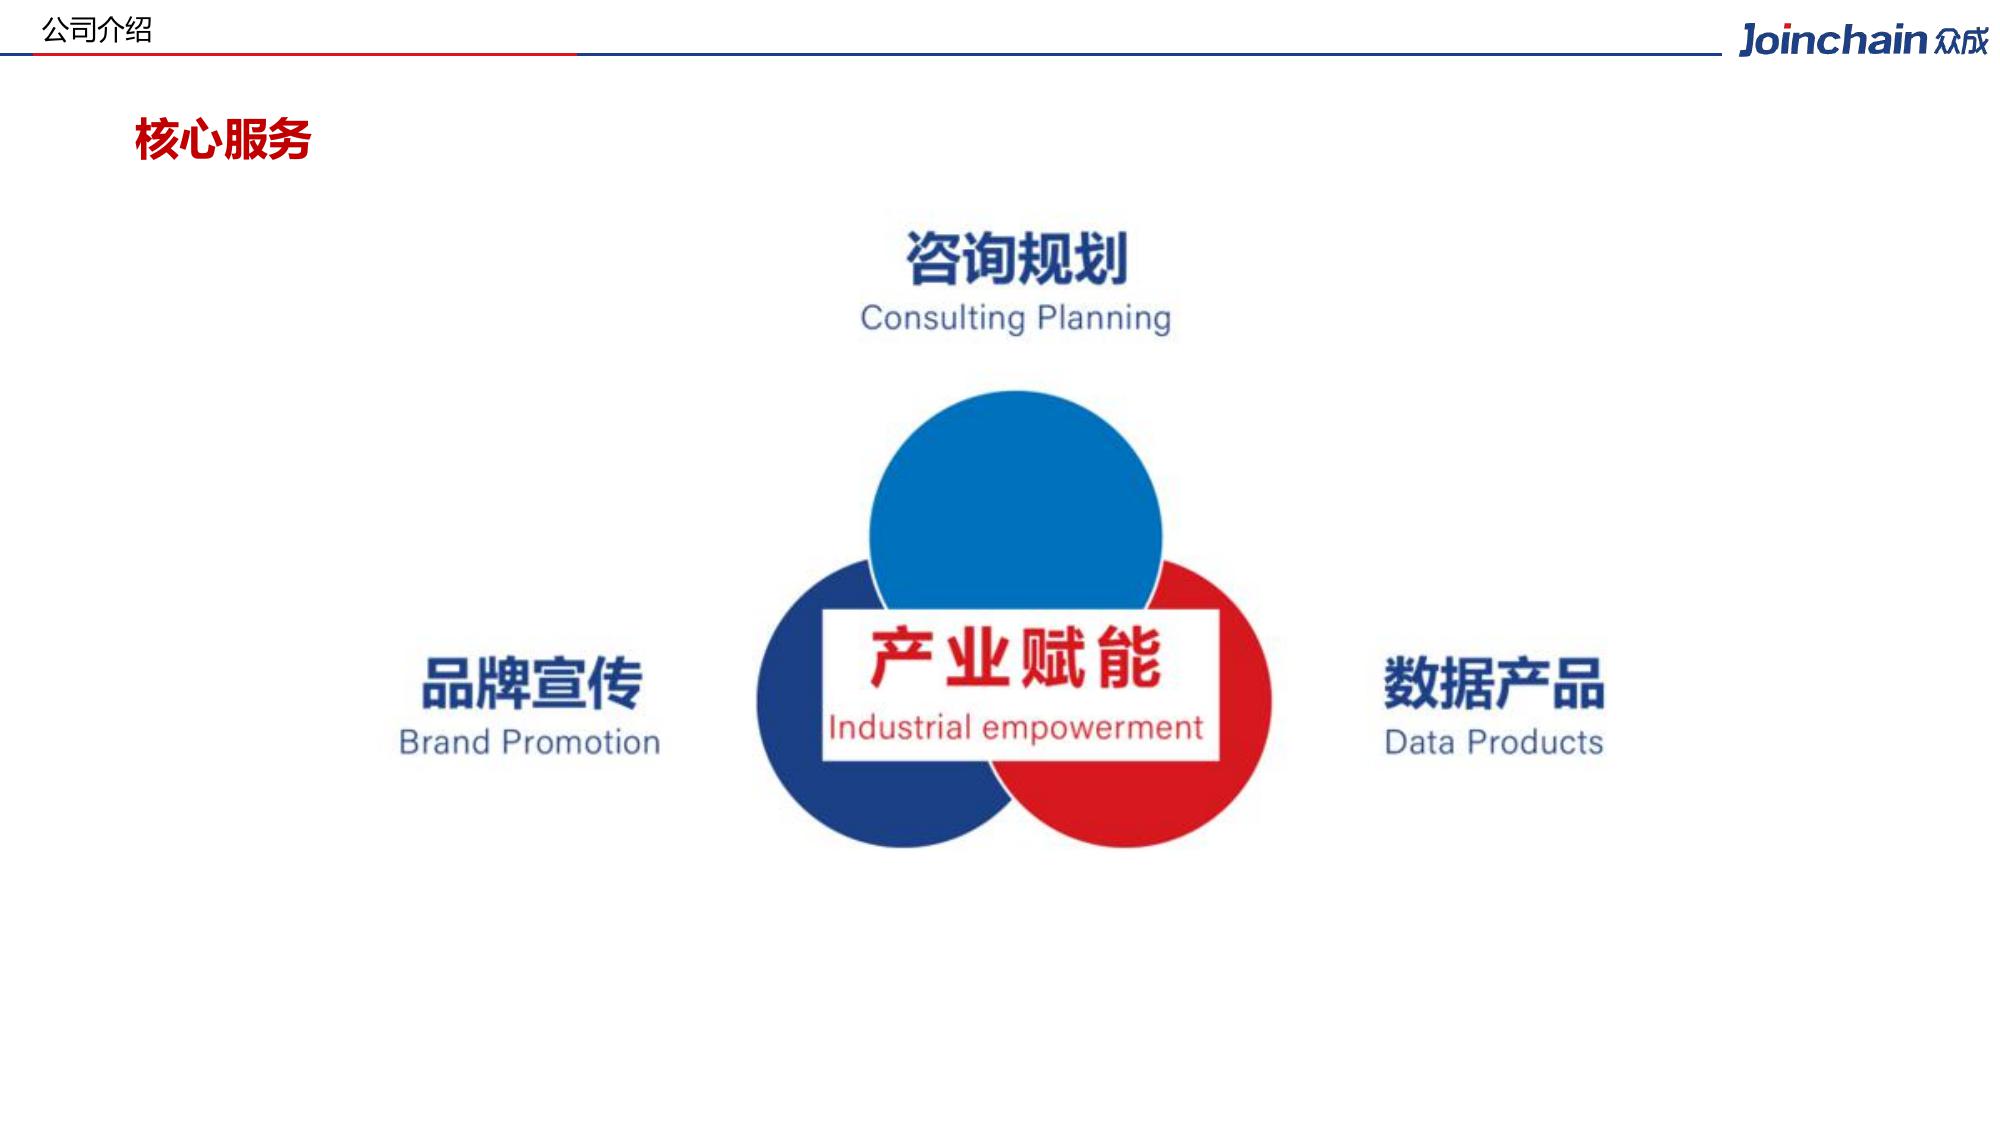 公司介绍
Joinchain 众成
核心服务
咨询规划
Consulting Planning
产业赋能
Industrial empowerment
品牌宣传
Brand Promotion
数据产品
Data Products